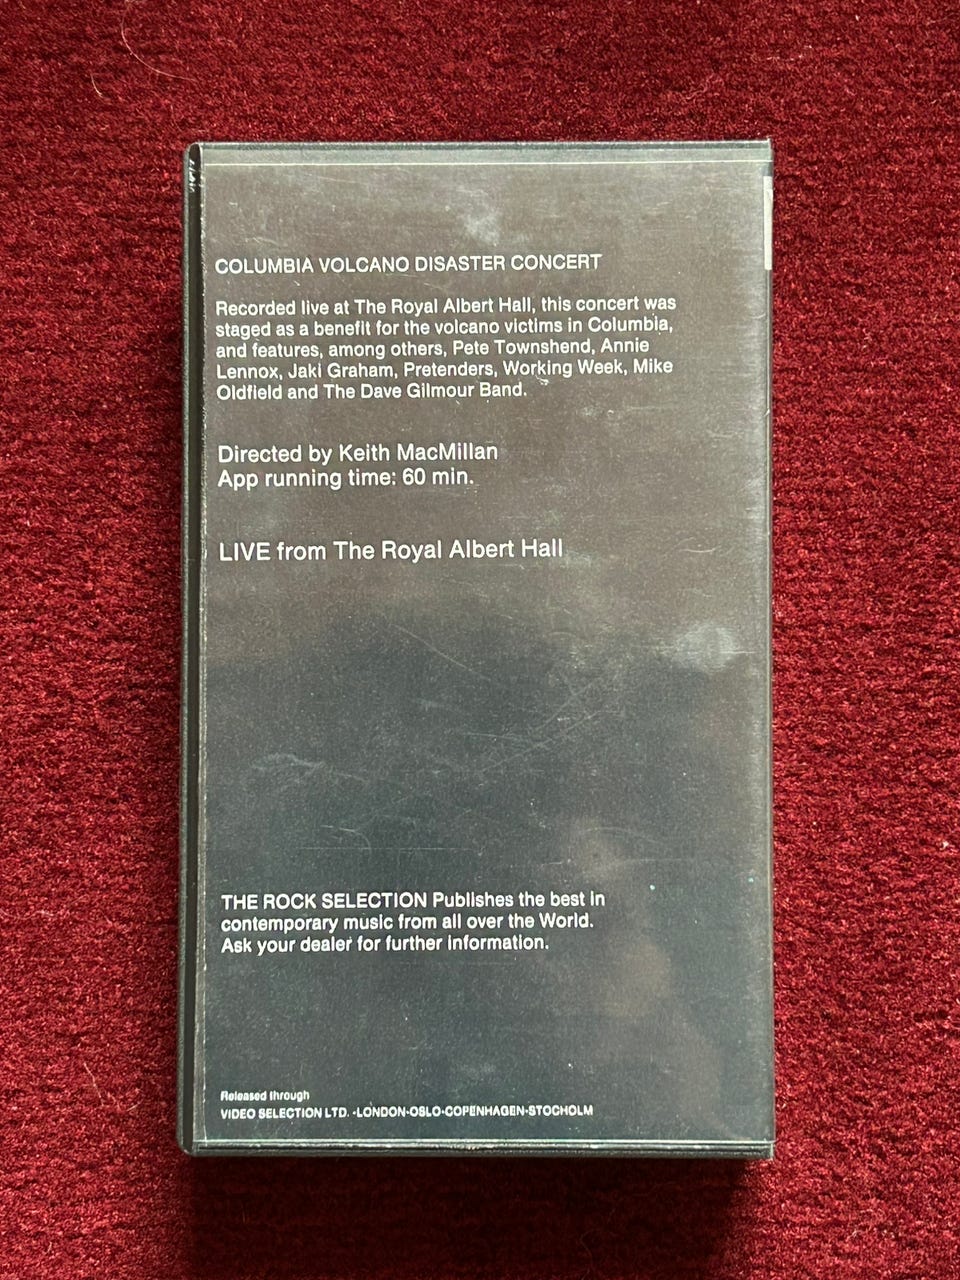 COLUMBIA VOLCANO DISASTER CONCERT
Recorded live at The Royal Albert Hall, this concert was
staged as a benefit for the volcano victims in Columbia,
and features, among others, Pete Townshend, Annie
Lennox, Jaki Graham, Pretenders, Working Week, Mike
Oldfield and The Dave Gilmour Band.
Directed by Keith MacMillan
App running time: 60 min.
LIVE from The Royal Albert Hall
THE ROCK SELECTION Publishes the best in
contemporary music from all over the World.
Ask your dealer for further information.
Released through
VIDEO SELECTION LTD. -LONDON-OSLO-COPENHAGEN-STOCHOLM